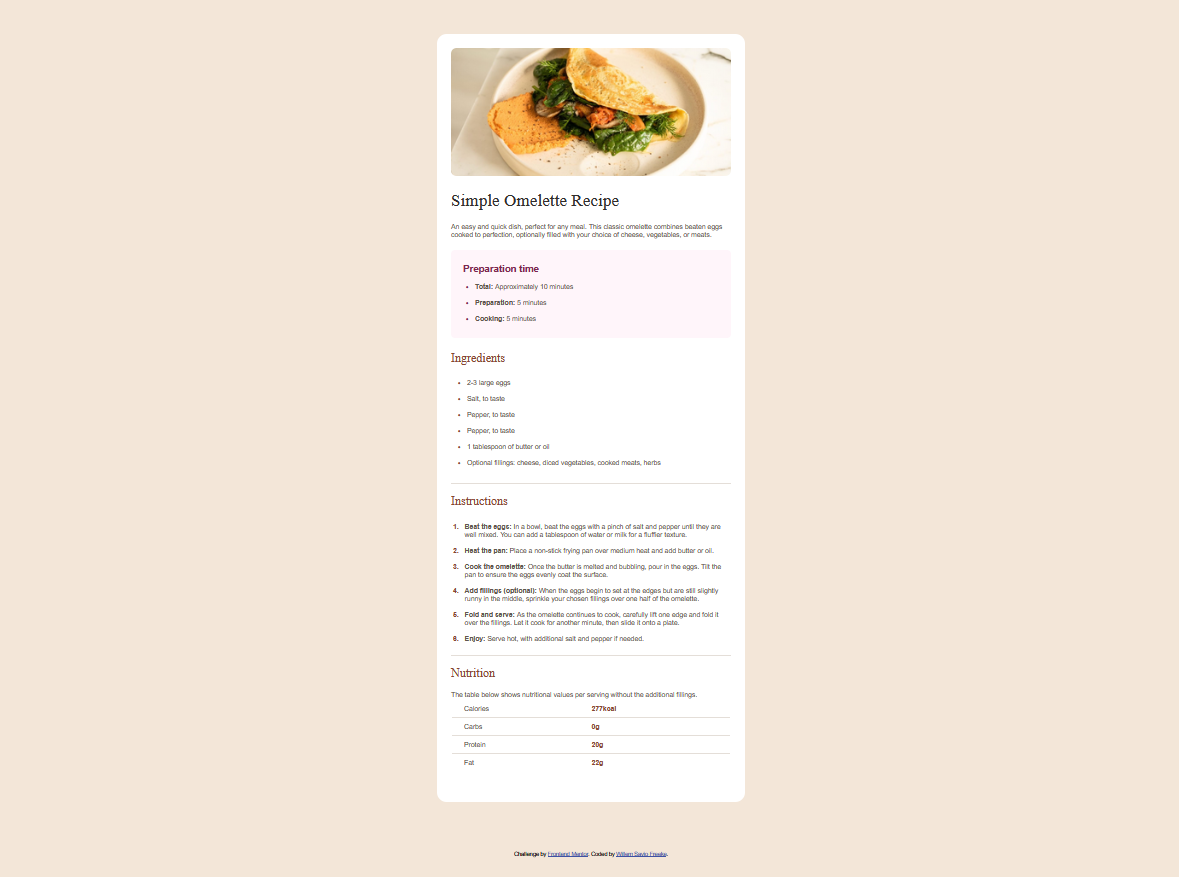 Simple Omelette Recipe
An easy and quick dish, perfect for any meal. This classic omelette combines beaten eggs
cooked to perfection, optionally filled with your choice of cheese, vegetables, or meats.
Preparation time
• Total: Approximately 10 minutes
• Preparation: 5 minutes
• Cooking: 5 minutes
Ingredients
• 2-3 large eggs
• Salt, to taste
• Pepper, to taste
• Pepper, to taste
• 1 tablespoon of butter or oil
• Optional fillings: cheese, diced vegetables, cooked meats, herbs
Instructions
1. Beat the eggs: In a bowl, beat the eggs with a pinch of salt and pepper until they are
well mixed. You can add a tablespoon of water or milk for a fluffier texture.
2. Heat the pan: Place a non-stick frying pan over medium heat and add butter or oil.
3. Cook the omelette: Once the butter is melted and bubbling, pour in the eggs. Tilt the
pan to ensure the eggs evenly coat the surface.
4. Add fillings (optional): When the eggs begin to set at the edges but are still slightly
runny in the middle, sprinkle your chosen fillings over one half of the omelette.
5. Fold and serve: As the omelette continues to cook, carefully lift one edge and fold it
over the fillings. Let it cook for another minute, then slide it onto a plate.
6. Enjoy: Serve hot, with additional salt and pepper if needed.
Nutrition
The table below shows nutritional values per serving without the additional fillings.
Calories 277kcal
Carbs 0g
Protein 20g
Fat 22g
Challenge by Frontend Mentor. Coded by Savio